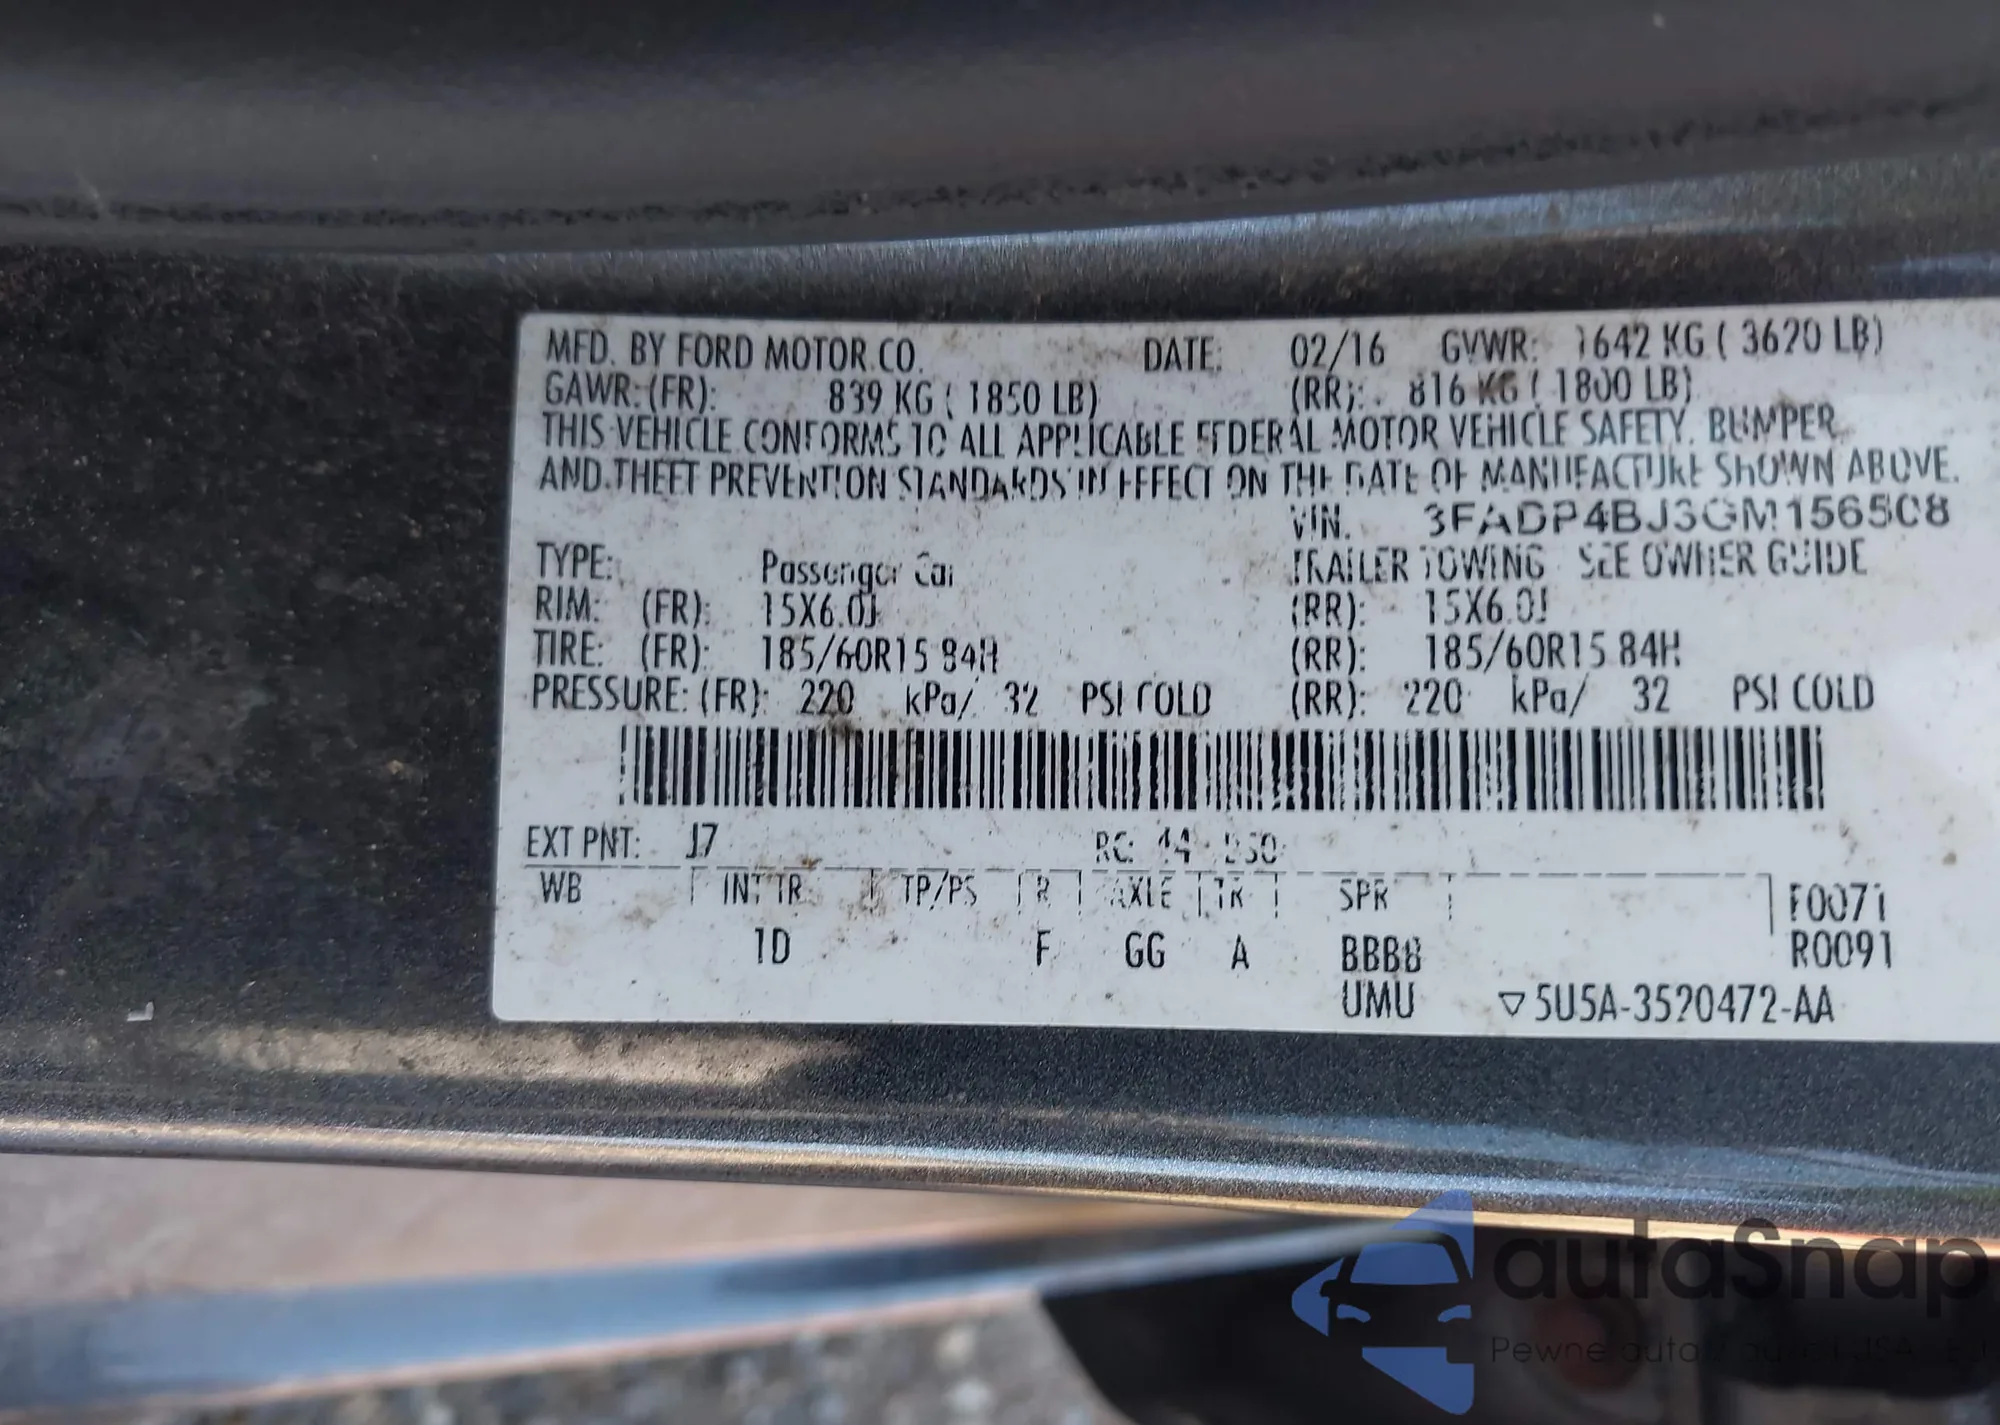 MFD. BY FORD MOTOR CO. DATE: 02/16 GVWR: 1642 KG ( 3620 LB)
GAWR: (FR): 839 KG ( 1850 LB) (RR): 816 KG ( 1800 LB)
THIS VEHICLE CONFORMS TO ALL APPLICABLE FEDERAL MOTOR VEHICLE SAFETY, BUMPER,
AND THEFT PREVENTION STANDARDS IN EFFECT ON THE DATE OF MANUFACTURE SHOWN ABOVE.
VIN: 3FADP4BJ3GM156508
TYPE: Passenger Car TRAILER TOWING SEE OWNER GUIDE
RIM: (FR): 15X6.0J (RR): 15X6.0J
TIRE: (FR): 185/60R15 84H (RR): 185/60R15 84H
PRESSURE: (FR): 220 kPa/ 32 PSI COLD (RR): 220 kPa/ 32 PSI COLD
EXT PNT: J7 RC: 44
WB INT TR TP/PS R AXLE TR SPR F0071
1D F GG A BBBB R0091
UMU ▽5U5A-3520472-AA
autaSnap
Pewne auta z